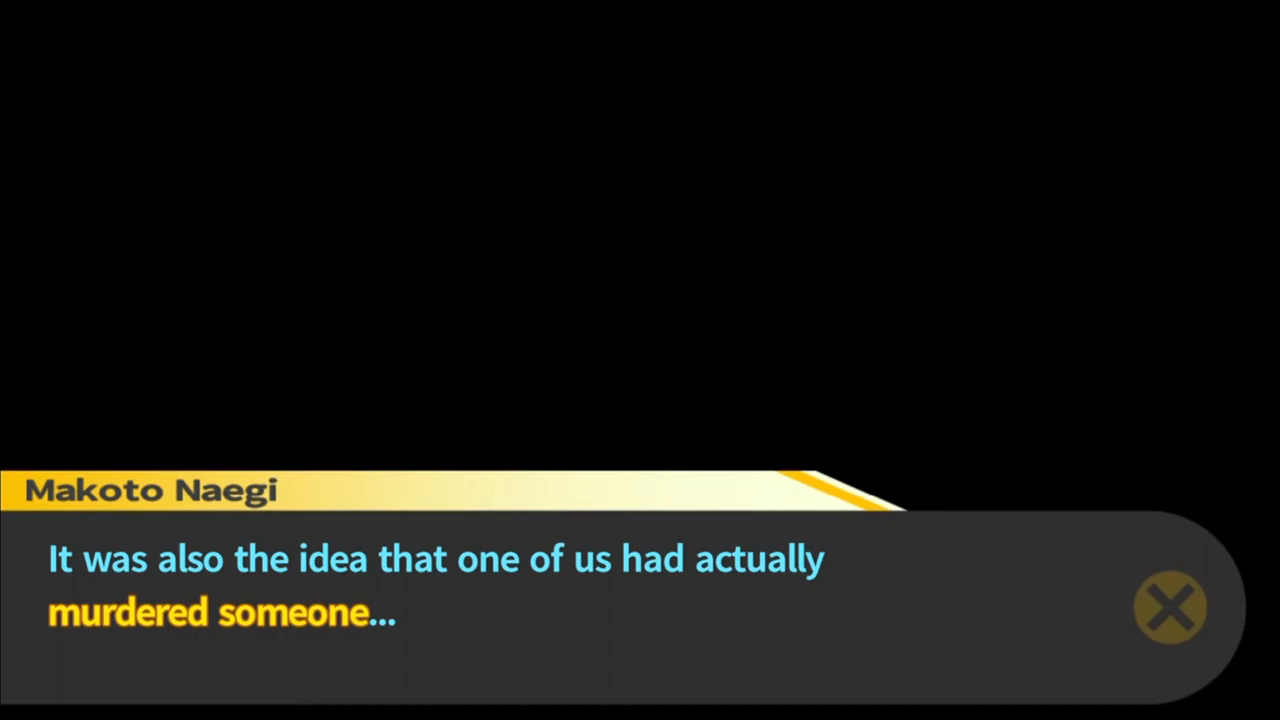 Makoto Naegi
It was also the idea that one of us had actually
murdered someone...